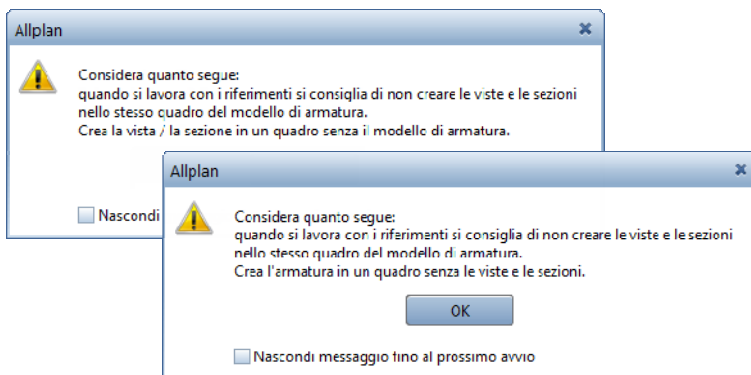 Allplan
Considera quanto segue:
quando si lavora con i riferimenti si consiglia di non creare le viste e le sezioni
nello stesso quadro del modello di armatura.
Crea la vista / la sezione in un quadro senza il modello di armatura.
Nascondi
Allplan
Considera quanto segue:
quando si lavora con i riferimenti si consiglia di non creare le viste e le sezioni
nello stesso quadro del modello di armatura.
Crea l'armatura in un quadro senza le viste e le sezioni.
OK
Nascondi messaggio fino al prossimo avvio